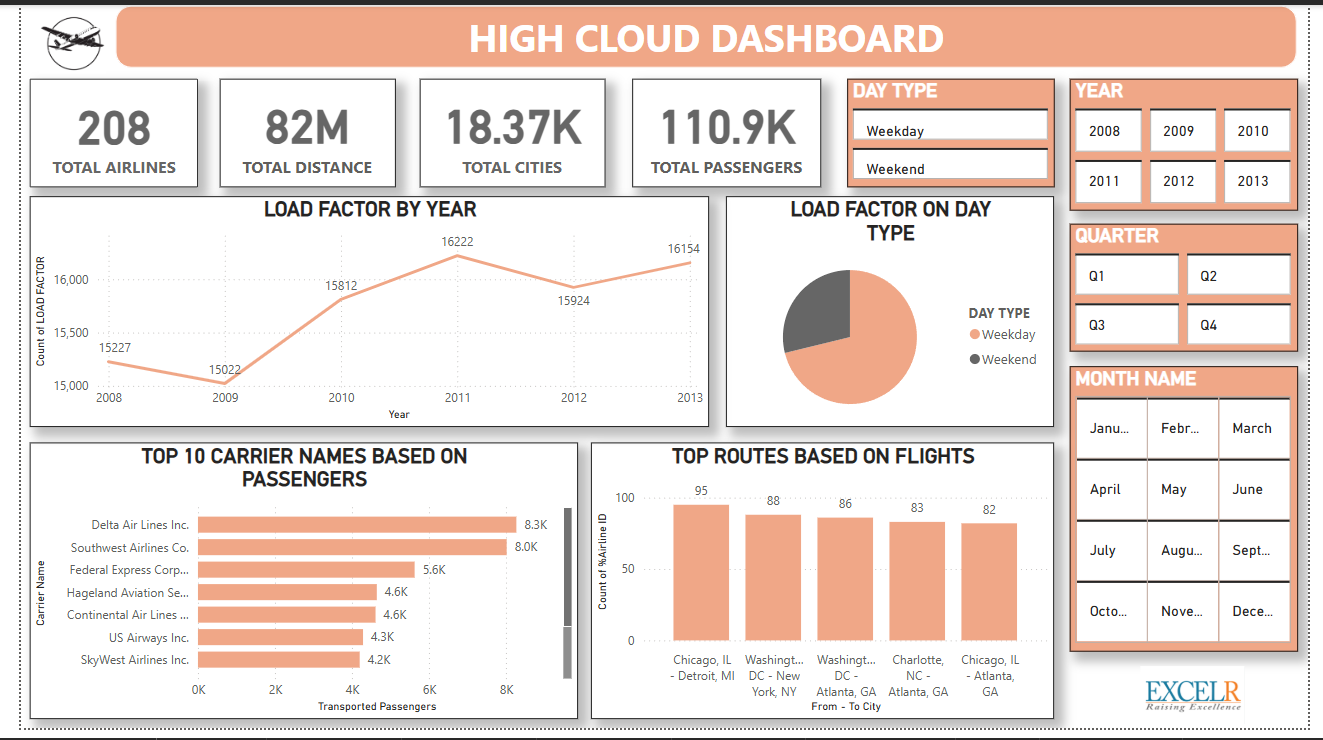 HIGH CLOUD DASHBOARD
208
TOTAL AIRLINES
82M
TOTAL DISTANCE
18.37K
TOTAL CITIES
110.9K
TOTAL PASSENGERS
DAY TYPE
Weekday
Weekend
YEAR
2008 2009 2010
2011 2012 2013
QUARTER
Q1 Q2
Q3 Q4
MONTH NAME
Janu... Febr... March
April May June
July Augu... Sept...
Octo... Nove... Dece...
LOAD FACTOR BY YEAR
Count of LOAD FACTOR
16,000
15,500
15,000
15227
15022
15812
16222
15924
16154
2008 2009 2010 2011 2012 2013
Year
LOAD FACTOR ON DAY
TYPE
DAY TYPE
Weekday
Weekend
TOP 10 CARRIER NAMES BASED ON
PASSENGERS
Carrier Name
Delta Air Lines Inc. 8.3K
Southwest Airlines Co. 8.0K
Federal Express Corp... 5.6K
Hageland Aviation Se... 4.6K
Continental Air Lines ... 4.6K
US Airways Inc. 4.3K
SkyWest Airlines Inc. 4.2K
0K 2K 4K 6K 8K
Transported Passengers
TOP ROUTES BASED ON FLIGHTS
Count of %Airline ID
100
50
0
95 88 86 83 82
Chicago, IL
- Detroit, MI
Washingt...
DC - New
York, NY
Washingt...
DC -
Atlanta, GA
Charlotte,
NC -
Atlanta, GA
Chicago, IL
- Atlanta,
GA
From - To City
EXCELR
Raising Excellence